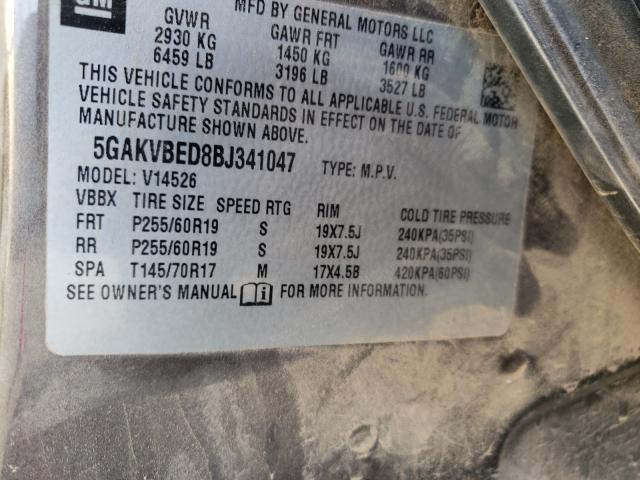 GM
MFD BY GENERAL MOTORS LLC
GVWR GAWR FRT GAWR RR
2930 KG 1450 KG 1600 KG
6459 LB 3196 LB 3527 LB
THIS VEHICLE CONFORMS TO ALL APPLICABLE U.S. FEDERAL MOTOR
VEHICLE SAFETY STANDARDS IN EFFECT ON THE DATE OF
MANUFACTURE SHOWN ABOVE.
5GAKVBED8BJ341047 TYPE: M.P.V.
MODEL: V14526
VBBX TIRE SIZE SPEED RTG RIM COLD TIRE PRESSURE
FRT P255/60R19 S 19X7.5J 240KPA(35PSI)
RR P255/60R19 S 19X7.5J 240KPA(35PSI)
SPA T145/70R17 M 17X4.5B 420KPA(60PSI)
SEE OWNER'S MANUAL FOR MORE INFORMATION.